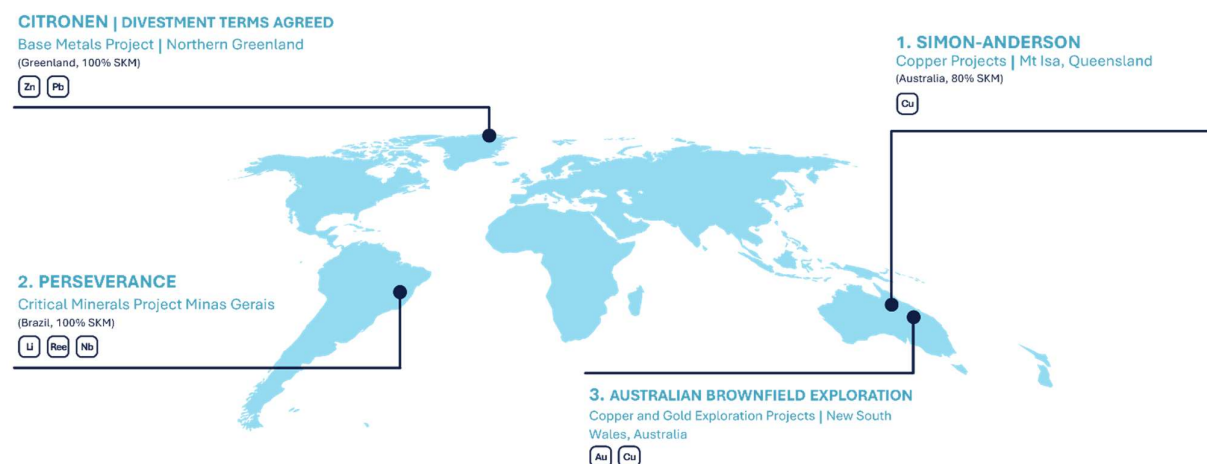 CITRONEN | DIVESTMENT TERMS AGREED
Base Metals Project | Northern Greenland
(Greenland, 100% SKM)
Zn Pb
1. SIMON-ANDERSON
Copper Projects | Mt Isa, Queensland
(Australia, 80% SKM)
Cu
2. PERSEVERANCE
Critical Minerals Project Minas Gerais
(Brazil, 100% SKM)
Li Ree Nb
3. AUSTRALIAN BROWNFIELD EXPLORATION
Copper and Gold Exploration Projects | New South
Wales, Australia
Au Cu